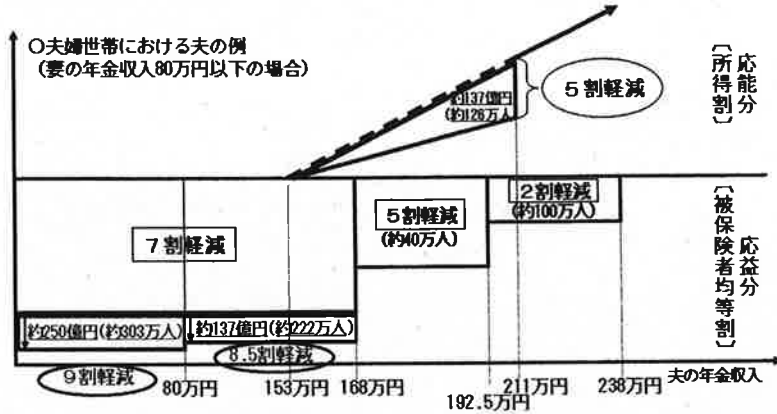 ○夫婦世帯における夫の例
(妻の年金収入80万円以下の場合)
約137億円
(約126万人)
5割軽減
応能分
〔所得割〕
7割軽減
5割軽減
(約40万人)
2割軽減
(約100万人)
応益分
〔被保険者均等割〕
約250億円(約303万人)
約137億円(約222万人)
9割軽減
8.5割軽減
80万円
153万円
168万円
192.5万円
211万円
238万円
夫の年金収入